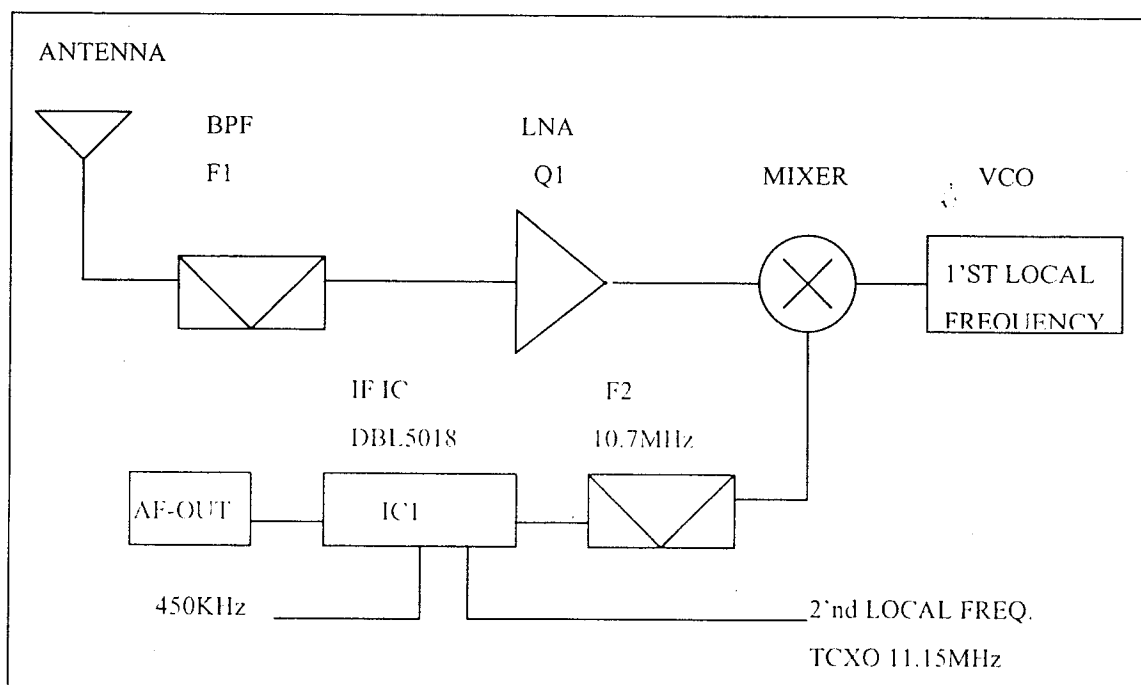 ANTENNA
BPF
F1
LNA
Q1
MIXER
VCO
1'ST LOCAL
FREQUENCY
IF IC
DBL5018
F2
10.7MHz
AF-OUT
IC1
450KHz
2'nd LOCAL FREQ.
TCXO 11.15MHz